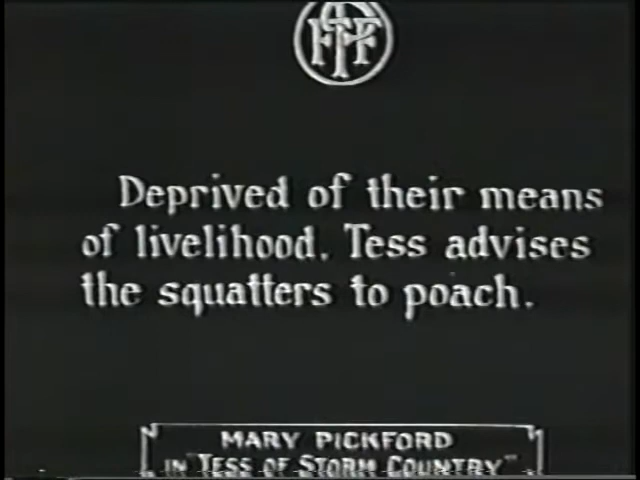 FPF
Deprived of their means
of livelihood. Tess advises
the squatters to poach.
MARY PICKFORD
IN "TESS OF STORM COUNTRY"